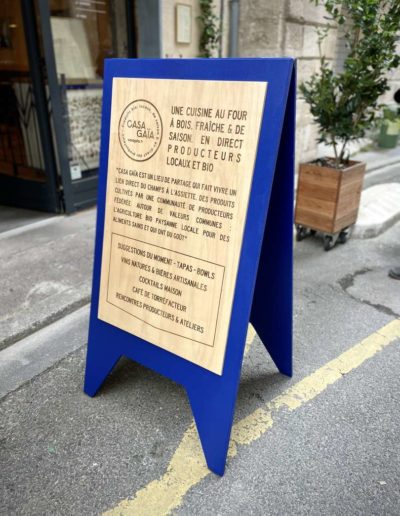 CASA
GAÏA
UNE CUISINE AU FOUR
À BOIS, FRAÎCHE & DE
SAISON, EN DIRECT
PRODUCTEURS
LOCAUX ET BIO
"CASA GAÏA EST UN LIEU DE PARTAGE QUI FAIT VIVRE UN
LIEN DIRECT DU CHAMPS À L'ASSIETTE, DES PRODUITS
CULTIVÉS PAR UNE COMMUNAUTÉ DE PRODUCTEURS
FÉDÉRÉE AUTOUR DE VALEURS COMMUNES :
L'AGRICULTURE BIO PAYSANNE LOCALE POUR DES
ALIMENTS SAINS ET QUI ONT DU GOÛT"
SUGGESTIONS DU MOMENT - TAPAS - BOWLS
VINS NATURES & BIÈRES ARTISANALES
COCKTAILS MAISON
CAFÉ DE TORRÉFACTEUR
RENCONTRES PRODUCTEURS & ATELIERS